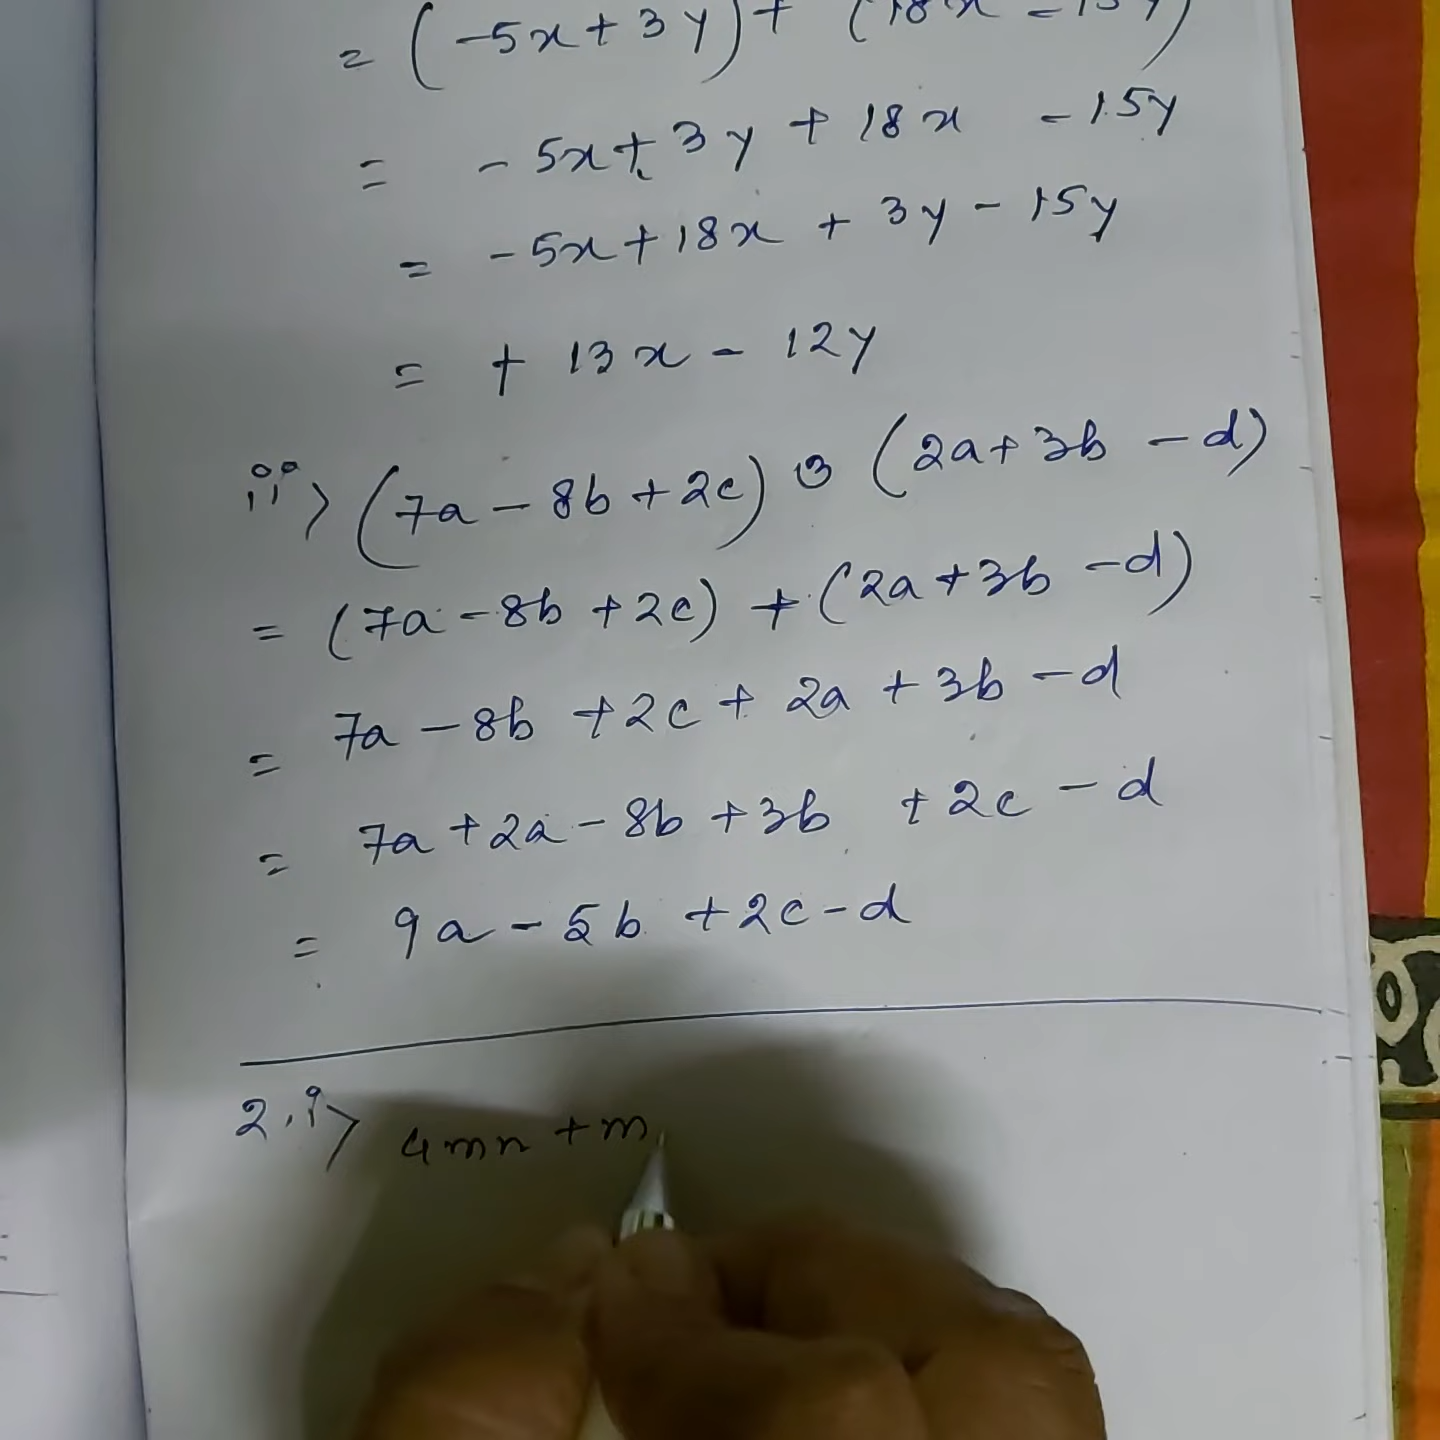 = (-5x + 3y) + (18x - 15y)
= - 5x + 3y + 18x - 15y
= - 5x + 18x + 3y - 15y
= + 13x - 12y
ii> (7a - 8b + 2c) ও (2a + 3b - d)
= (7a - 8b + 2c) + (2a + 3b - d)
= 7a - 8b + 2c + 2a + 3b - d
= 7a + 2a - 8b + 3b + 2c - d
= 9a - 5b + 2c - d
2. i> 4mn + m